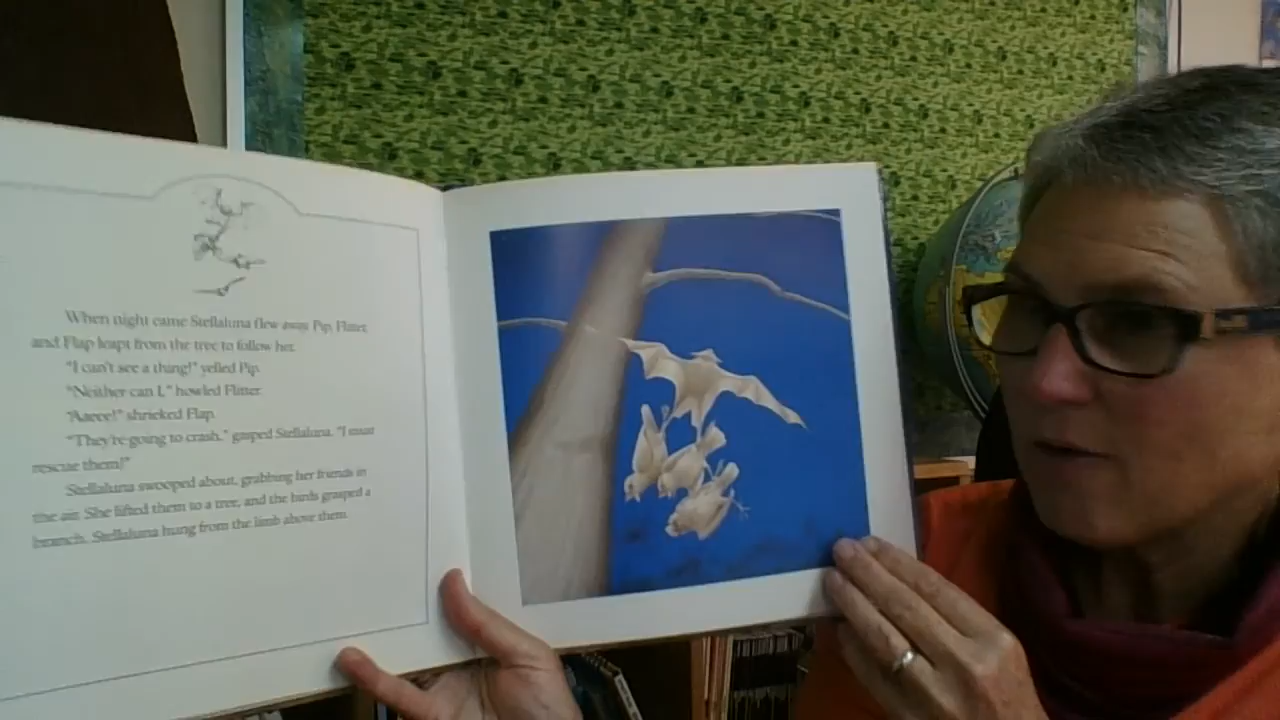 When night came Stellaluna flew away. Pip, Flitter,
and Flap leapt from the tree to follow her.
"I can't see a thing!" yelled Pip.
"Neither can I," howled Flitter.
"Aaeee!" shrieked Flap.
"They're going to crash," gasped Stellaluna. "I must
rescue them!"
Stellaluna swooped about, grabbing her friends in
the air. She lifted them to a tree, and the birds grasped a
branch. Stellaluna hung from the limb above them.